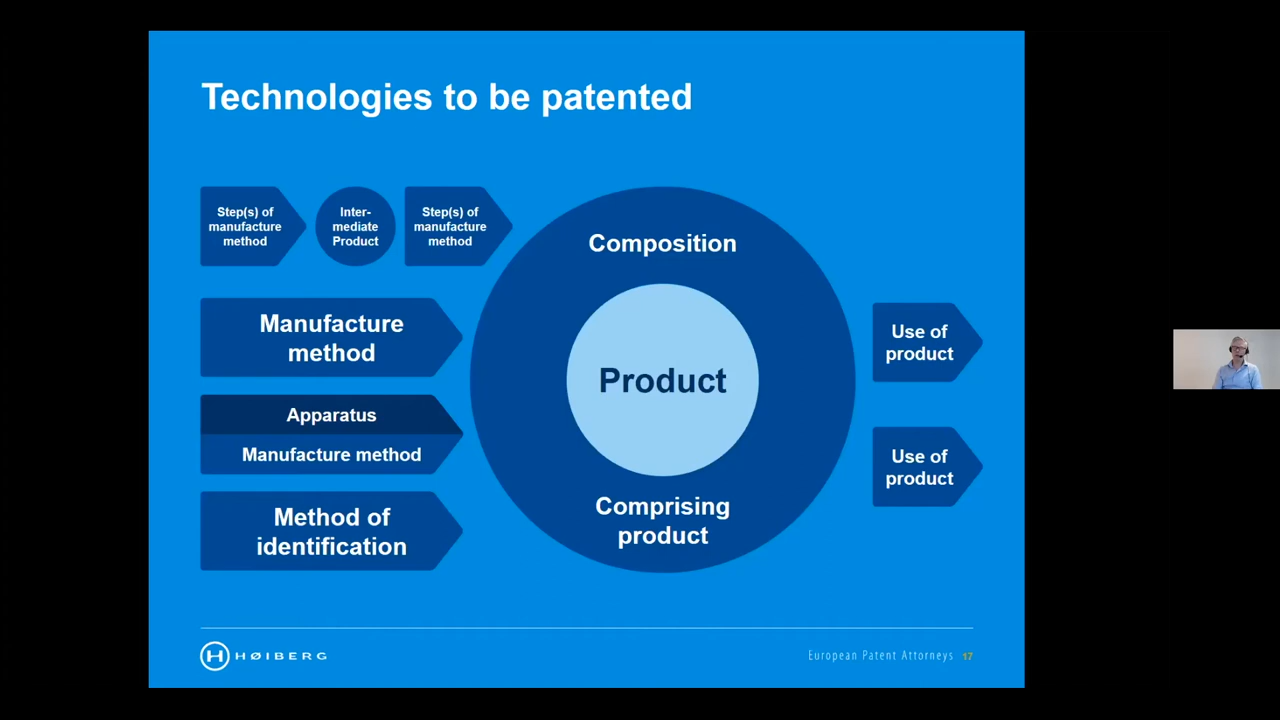 Technologies to be patented
Step(s) of
manufacture
method
Inter-
mediate
Product
Step(s) of
manufacture
method
Manufacture
method
Apparatus
Manufacture method
Method of
identification
Composition
Product
Comprising
product
Use of
product
Use of
product
HØIBERG
European Patent Attorneys 17